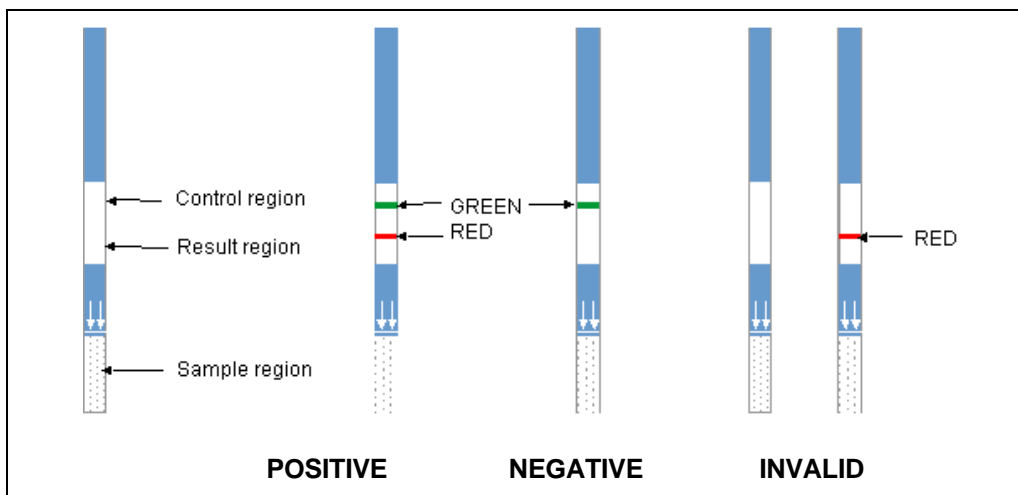 Control region
GREEN
RED
RED
Result region
Sample region
POSITIVE NEGATIVE INVALID